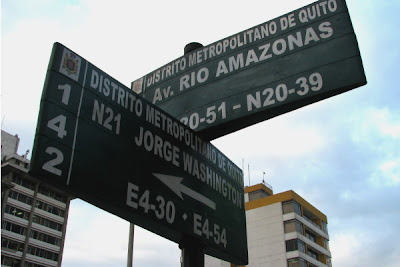 DISTRITO METROPOLITANO DE QUITO
Av. RIO AMAZONAS
20-51 - N20-39
142
DISTRITO METROPOLITANO DE QUITO
N21 JORGE WASHINGTON
E4-30 E4-54